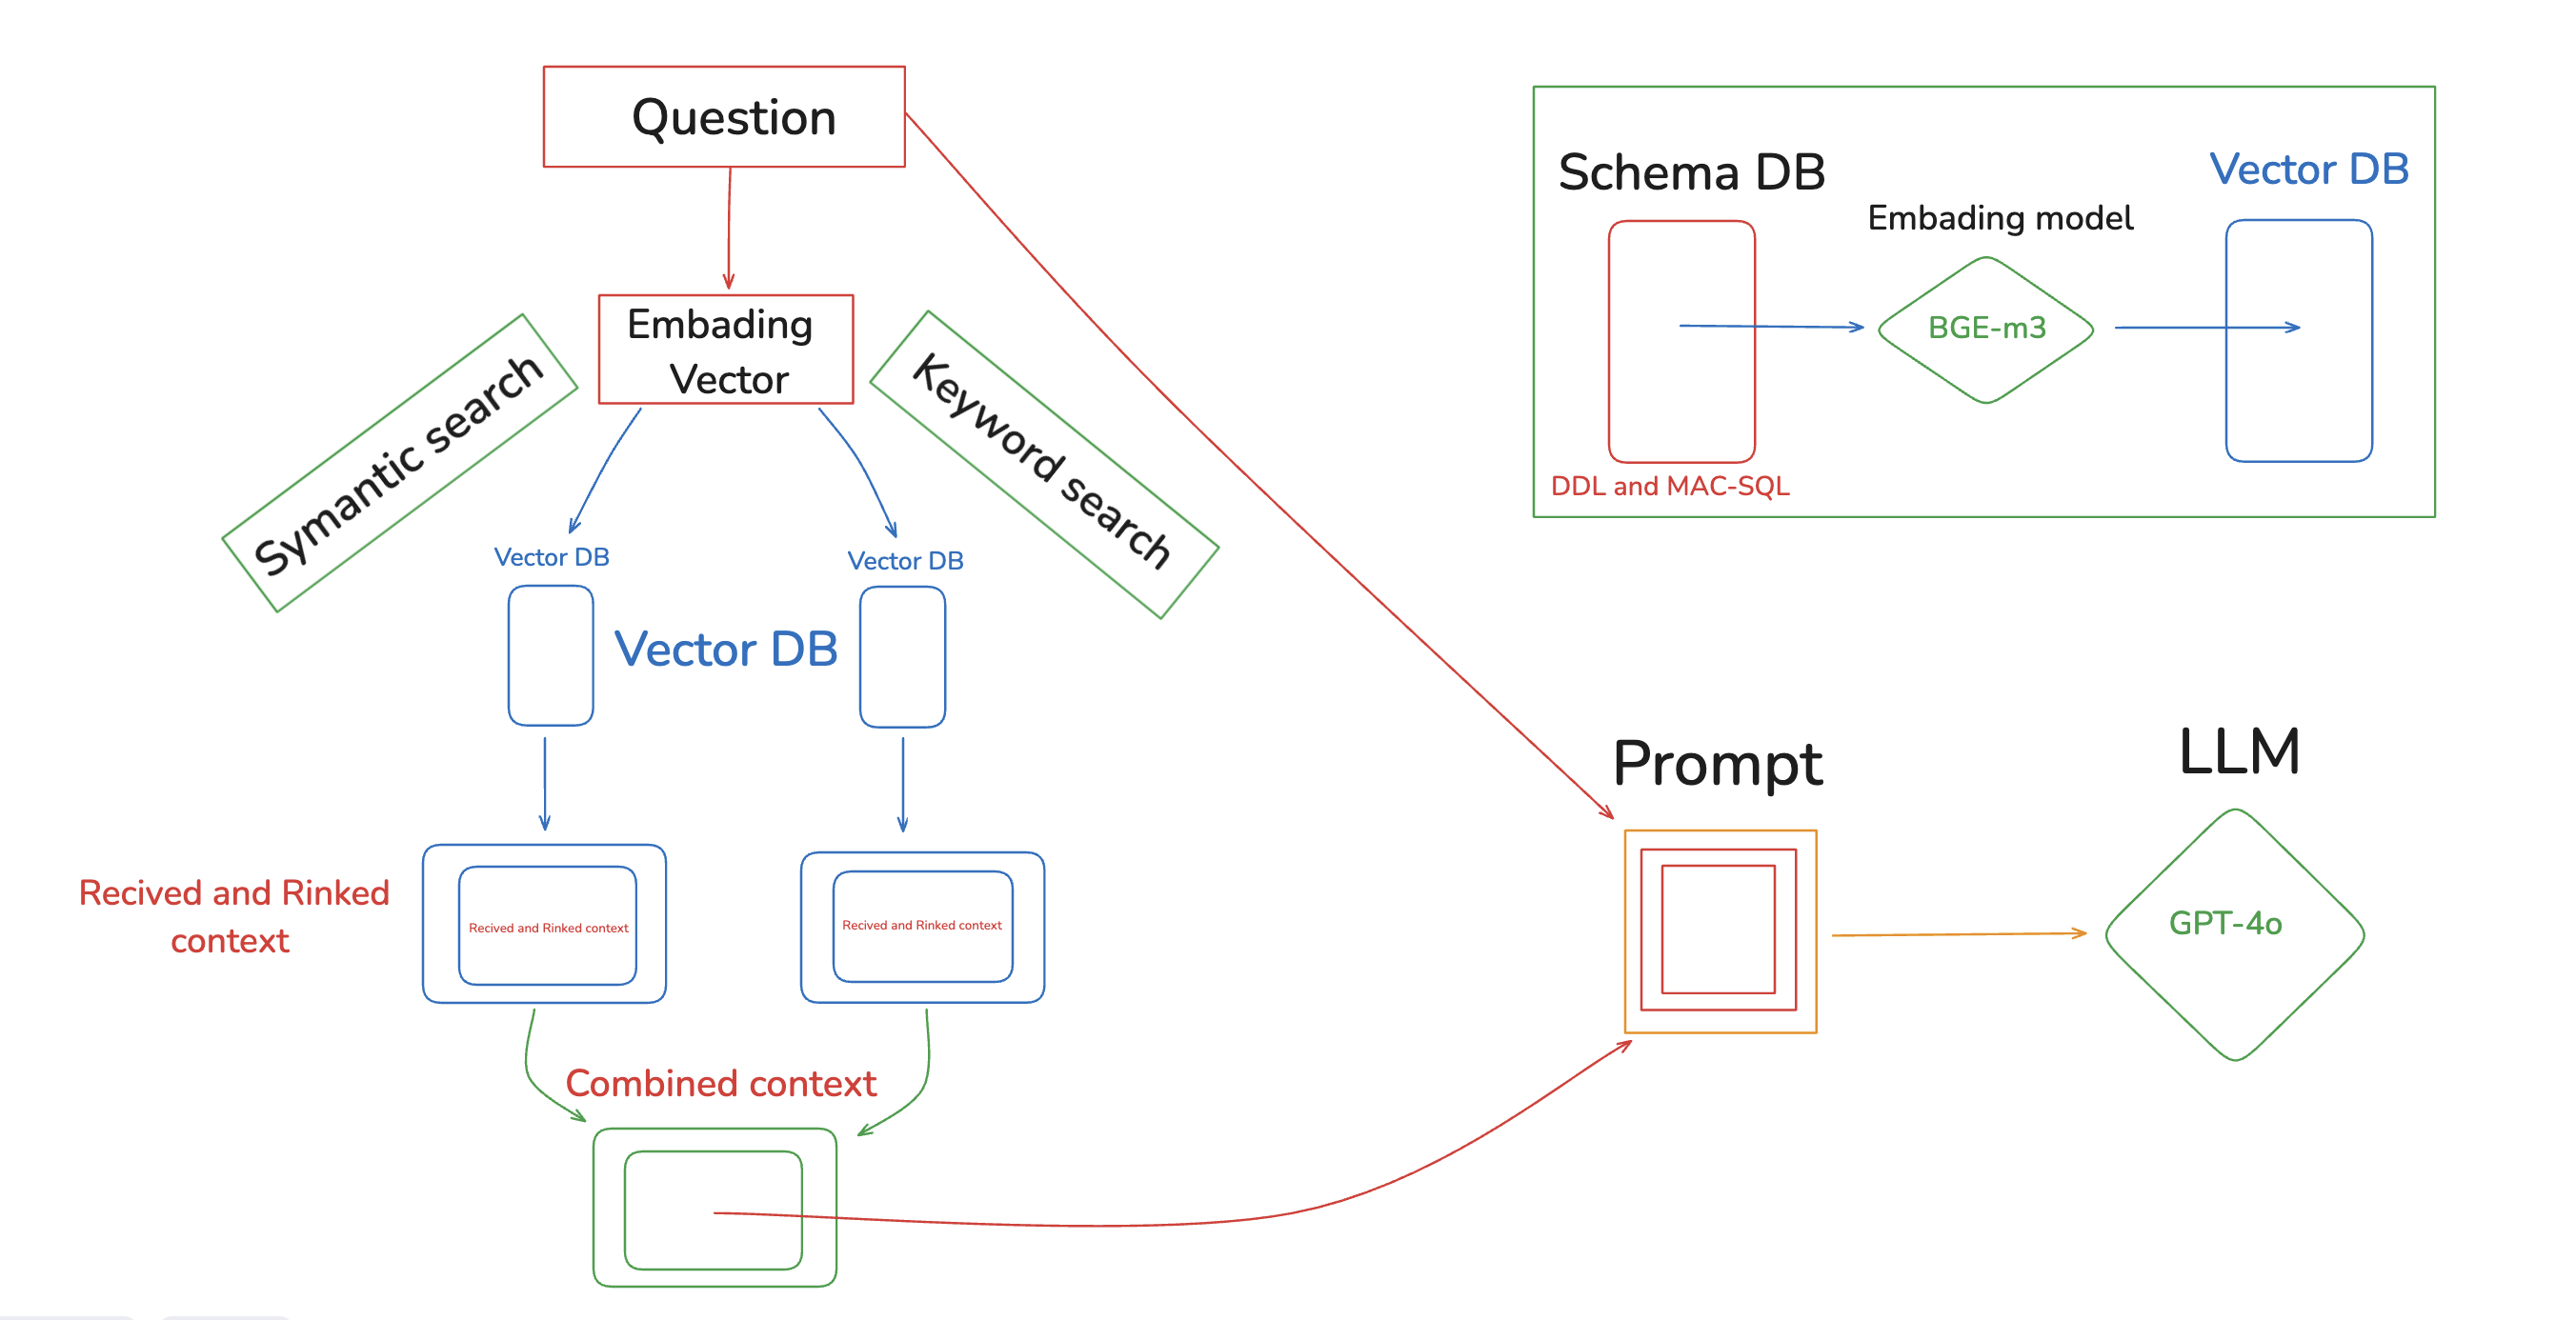 Question
Schema DB
Vector DB
Embading model
BGE-m3
DDL and MAC-SQL
Embading
Vector
Symantic search
Keyword search
Vector DB
Vector DB
Vector DB
Prompt
LLM
GPT-4o
Recived and Rinked
context
Recived and Rinked context
Recived and Rinked context
Combined context